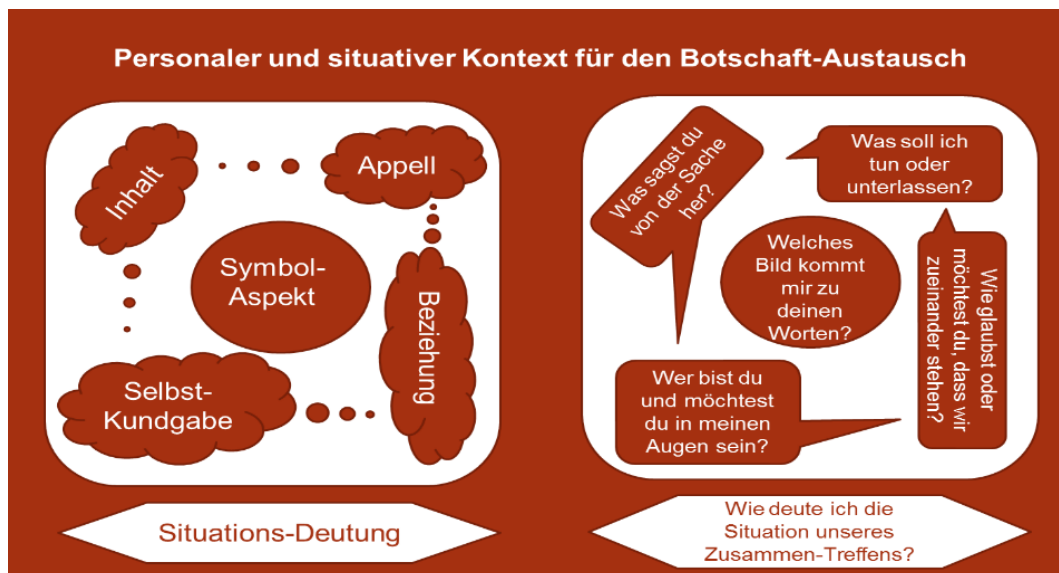 Personaler und situativer Kontext für den Botschaft-Austausch
Inhalt
Appell
Symbol-
Aspekt
Beziehung
Selbst-
Kundgabe
Situations-Deutung
Was sagst du
von der Sache
her?
Was soll ich
tun oder
unterlassen?
Welches
Bild kommt
mir zu
deinen
Worten?
Wie glaubst oder
möchtest du, dass wir
zueinander stehen?
Wer bist du
und möchtest
du in meinen
Augen sein?
Wie deute ich die
Situation unseres
Zusammen-Treffens?